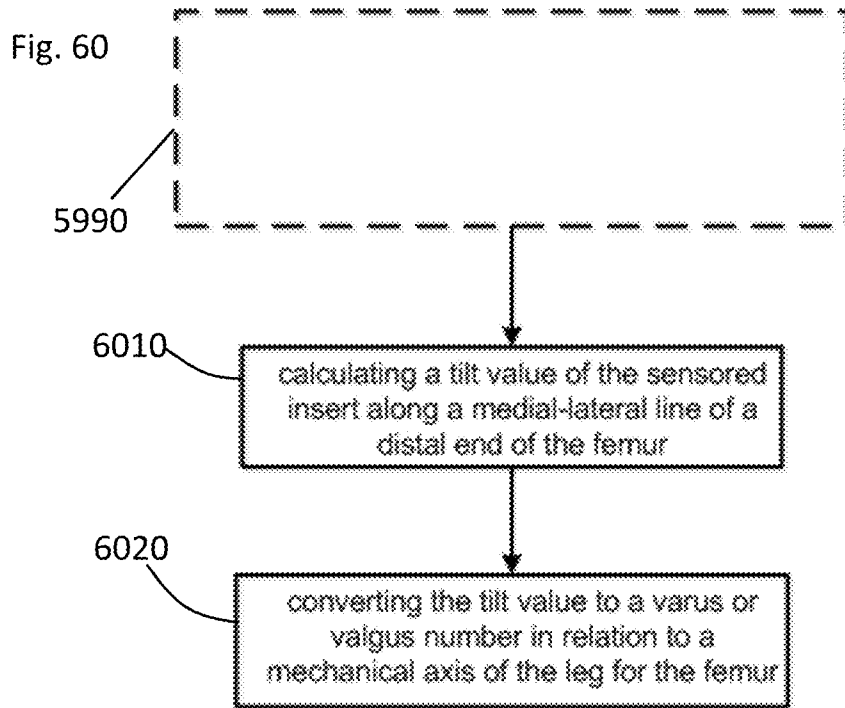 Fig. 60
5990
6010
calculating a tilt value of the sensored
insert along a medial-lateral line of a
distal end of the femur
6020
converting the tilt value to a varus or
valgus number in relation to a
mechanical axis of the leg for the femur